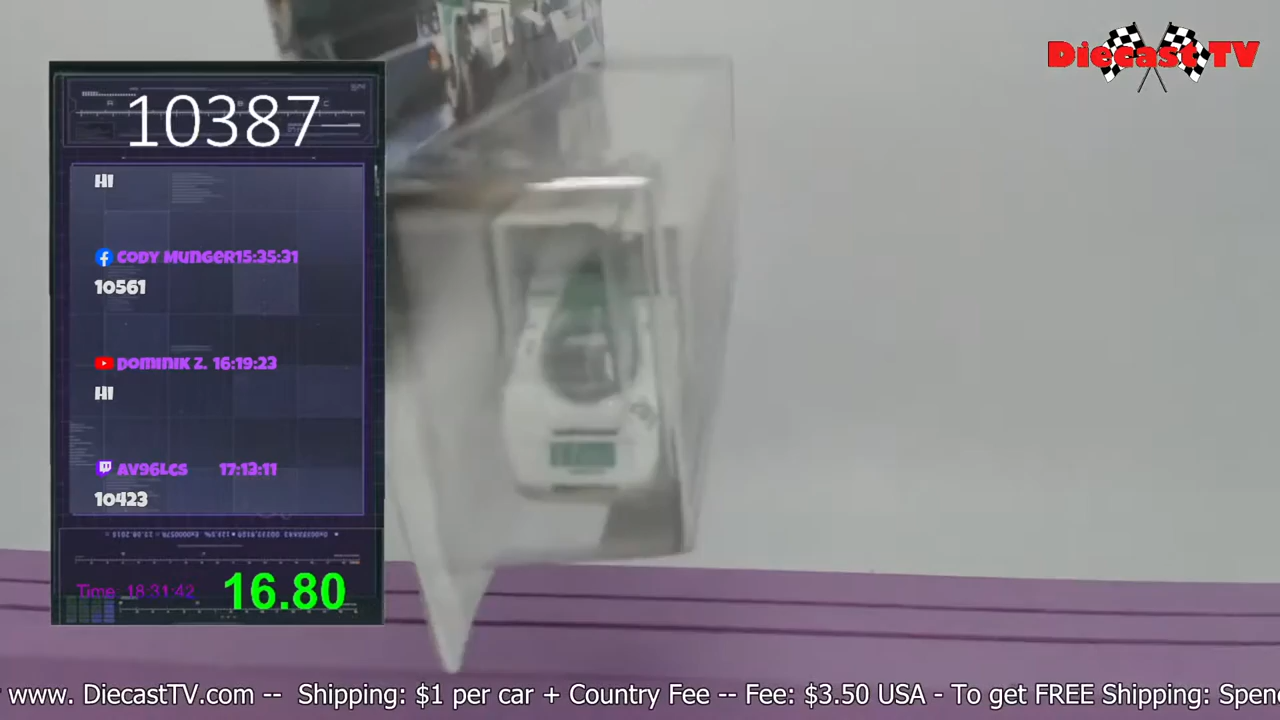 Diecast TV
10387
HI
Cody Munger15:35:31
10561
Dominik Z. 16:19:23
HI
AV96LCS 17:13:11
10423
Time: 18:31:42
16.80
www. DiecastTV.com -- Shipping: $1 per car + Country Fee -- Fee: $3.50 USA - To get FREE Shipping: Spen